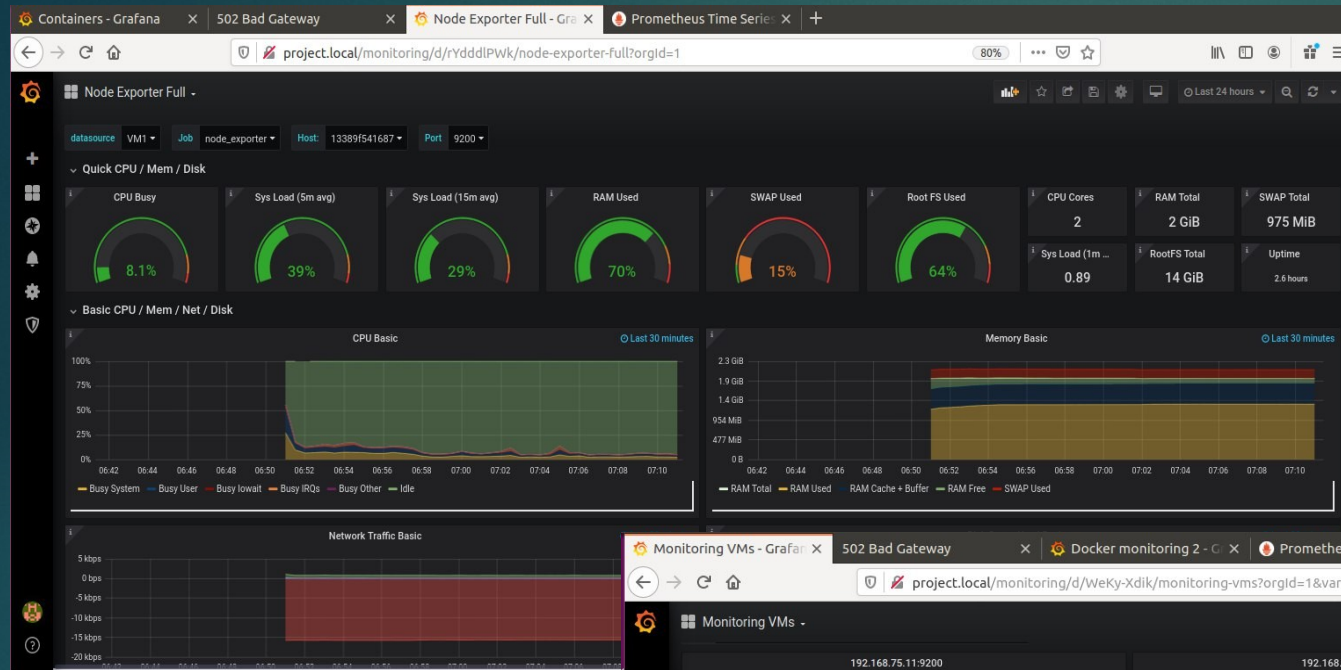 Containers - Grafana 502 Bad Gateway Node Exporter Full - Gra Prometheus Time Series
project.local/monitoring/d/rYdddlPWk/node-exporter-full?orgId=1 80%
Node Exporter Full Last 24 hours
datasource VM1 Job node_exporter Host: 13389f541687 Port 9200
Quick CPU / Mem / Disk
CPU Busy Sys Load (5m avg) Sys Load (15m avg) RAM Used SWAP Used Root FS Used CPU Cores RAM Total SWAP Total
2 2 GiB 975 MiB
8.1% 39% 29% 70% 15% 64%
Sys Load (1m ... RootFS Total Uptime
0.89 14 GiB 2.6 hours
Basic CPU / Mem / Net / Disk
CPU Basic Last 30 minutes
100%
75%
50%
25%
0%
06:42 06:44 06:46 06:48 06:50 06:52 06:54 06:56 06:58 07:00 07:02 07:04 07:06 07:08 07:10
Busy System Busy User Busy Iowait Busy IRQs Busy Other Idle
Memory Basic Last 30 minutes
2.3 GiB
1.9 GiB
1.4 GiB
954 MiB
477 MiB
0 B
06:42 06:44 06:46 06:48 06:50 06:52 06:54 06:56 06:58 07:00 07:02 07:04 07:06 07:08 07:10
RAM Total RAM Used RAM Cache + Buffer RAM Free SWAP Used
Network Traffic Basic
5 kbps
0 bps
-5 kbps
-10 kbps
-15 kbps
-20 kbps
Monitoring VMs - Grafan 502 Bad Gateway Docker monitoring 2 - G Promethe
project.local/monitoring/d/WeKy-Xdik/monitoring-vms?orgId=1&var
Monitoring VMs
192.168.75.11:9200 192.168